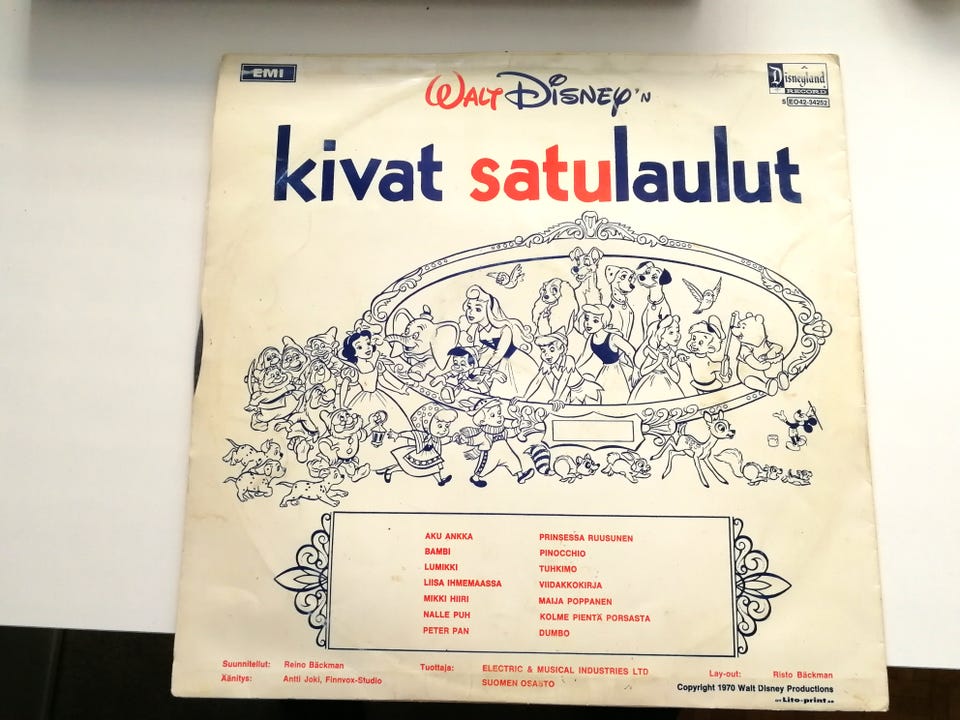 EMI
WALT DISNEY'N
Disneyland
RECORD
S EO42-34252
kivat satulaulut
AKU ANKKA
BAMBI
LUMIKKI
LIISA IHMEMAASSA
MIKKI HIIRI
NALLE PUH
PETER PAN
PRINSESSA RUUSUNEN
PINOCCHIO
TUHKIMO
VIIDAKKOKIRJA
MAIJA POPPANEN
KOLME PIENTÄ PORSASTA
DUMBO
Suunnitellut: Reino Bäckman
Äänitys: Antti Joki, Finnvox-Studio
Tuottaja: ELECTRIC & MUSICAL INDUSTRIES LTD
SUOMEN OSASTO
Lay-out: Risto Bäckman
Copyright 1970 Walt Disney Productions
Lito-print